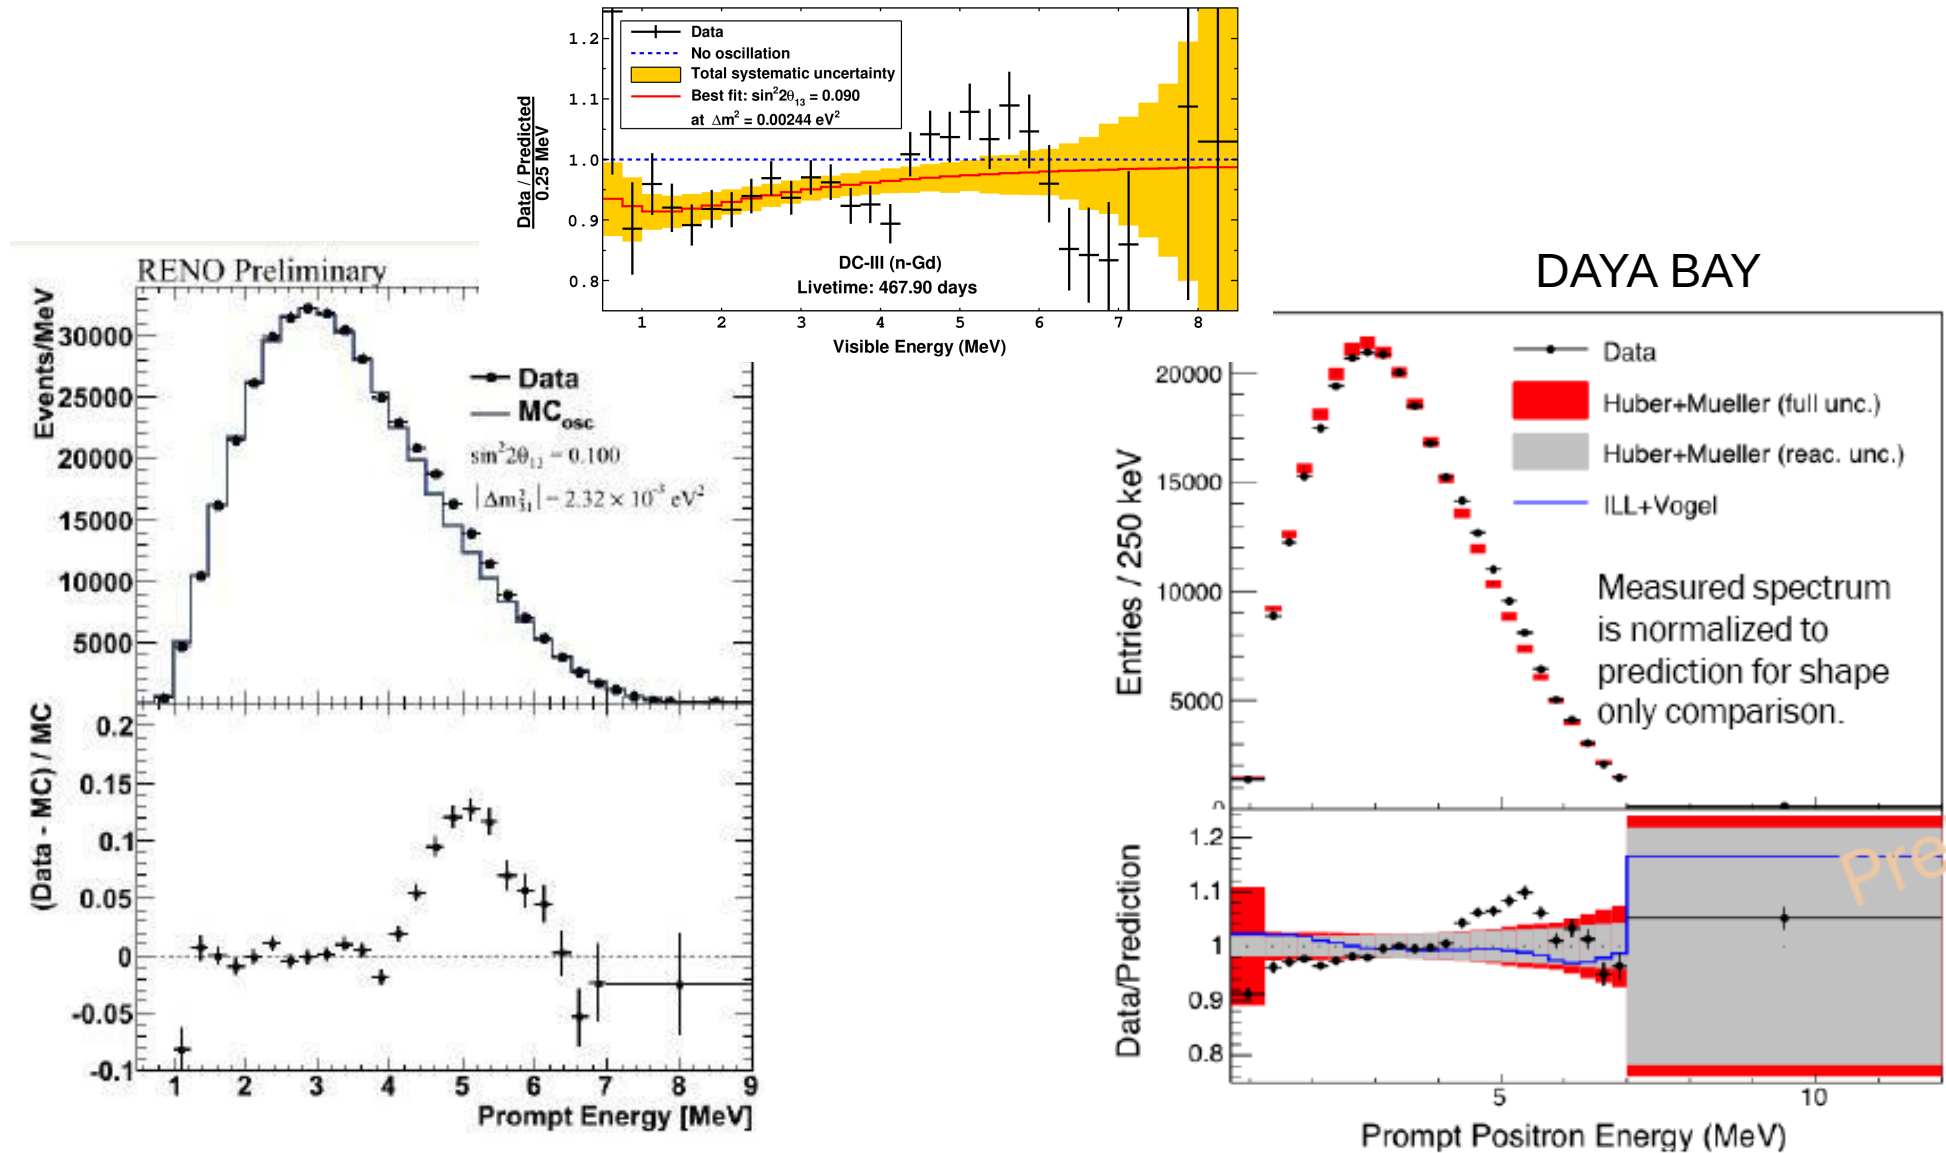 1.2
1.1
1.0
0.9
0.8
Data / Predicted
0.25 MeV
Data
No oscillation
Total systematic uncertainty
Best fit: sin²2θ₁₃ = 0.090
at Δm² = 0.00244 eV²
DC-III (n-Gd)
Livetime: 467.90 days
1 2 3 4 5 6 7 8
Visible Energy (MeV)
RENO Preliminary
Events/MeV
30000
25000
20000
15000
10000
5000
Data
MCosc
sin²2θ₁₃ = 0.100
|Δm²₃₁| = 2.32 × 10⁻³ eV²
(Data - MC) / MC
0.2
0.15
0.1
0.05
0
-0.05
-0.1
1 2 3 4 5 6 7 8 9
Prompt Energy [MeV]
DAYA BAY
Entries / 250 keV
20000
15000
10000
5000
0
Data
Huber+Mueller (full unc.)
Huber+Mueller (reac. unc.)
ILL+Vogel
Measured spectrum
is normalized to
prediction for shape
only comparison.
Data/Prediction
1.2
1.1
1
0.9
0.8
Pre
5 10
Prompt Positron Energy (MeV)